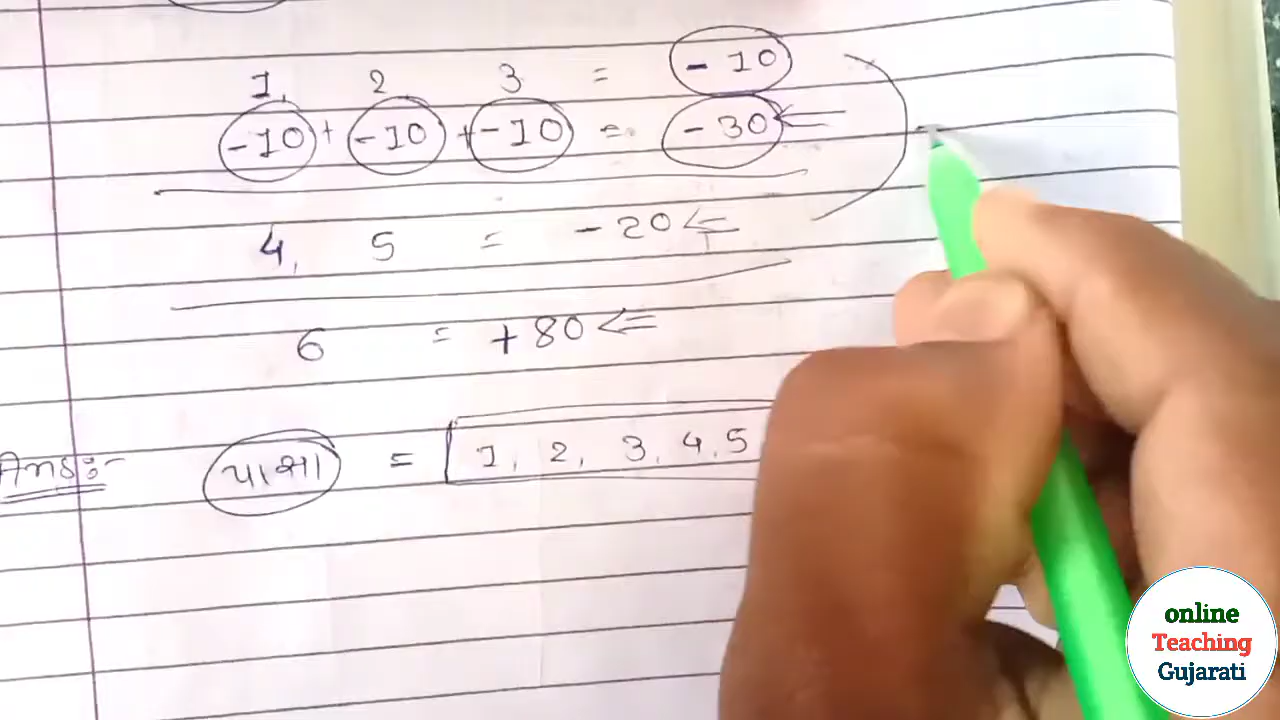 1, 2 3 = - 10
-10 + -10 + -10 = - 30
4, 5 = - 20
6 = + 80
Ans:- પાસા = 1, 2, 3, 4, 5
online
Teaching
Gujarati